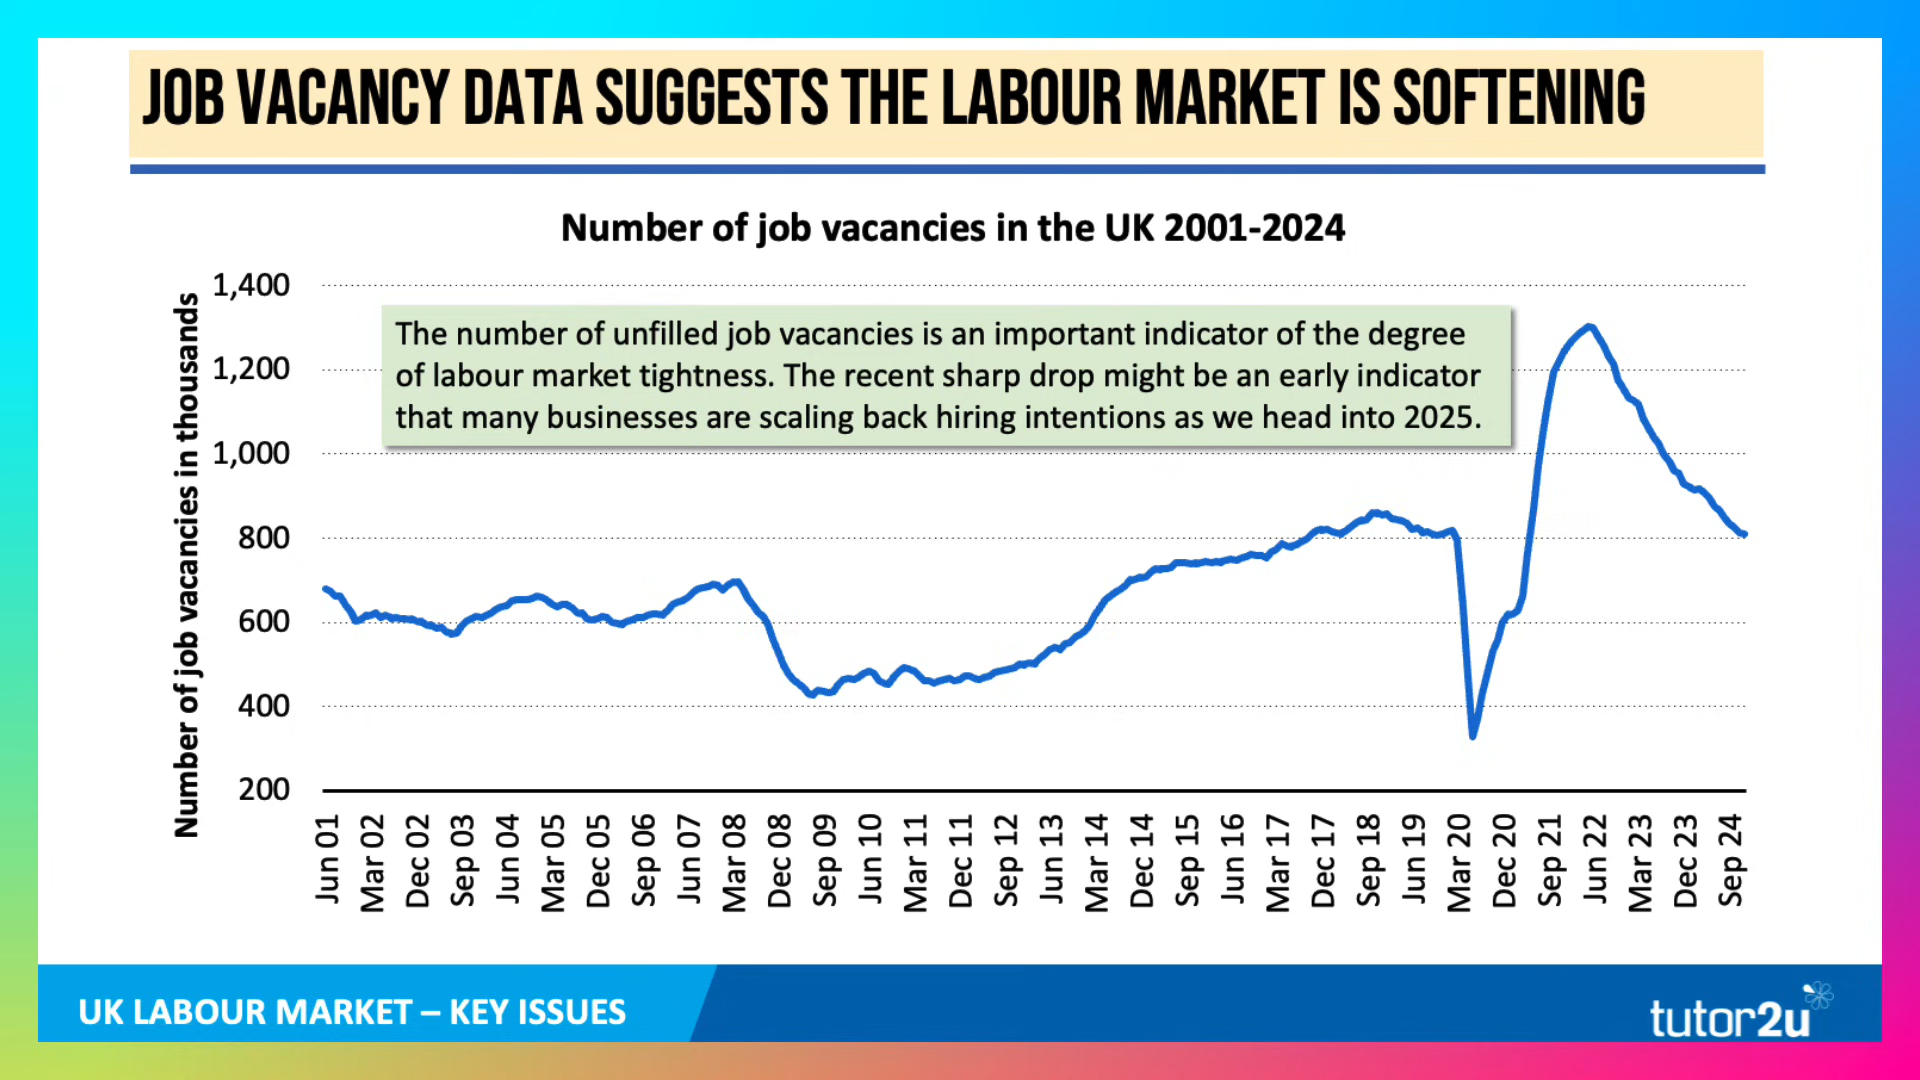 JOB VACANCY DATA SUGGESTS THE LABOUR MARKET IS SOFTENING
Number of job vacancies in the UK 2001-2024
Number of job vacancies in thousands
1,400
1,200
1,000
800
600
400
200
The number of unfilled job vacancies is an important indicator of the degree
of labour market tightness. The recent sharp drop might be an early indicator
that many businesses are scaling back hiring intentions as we head into 2025.
Jun 01
Mar 02
Dec 02
Sep 03
Jun 04
Mar 05
Dec 05
Sep 06
Jun 07
Mar 08
Dec 08
Sep 09
Jun 10
Mar 11
Dec 11
Sep 12
Jun 13
Mar 14
Dec 14
Sep 15
Jun 16
Mar 17
Dec 17
Sep 18
Jun 19
Mar 20
Dec 20
Sep 21
Jun 22
Mar 23
Dec 23
Sep 24
UK LABOUR MARKET – KEY ISSUES
tutor2u